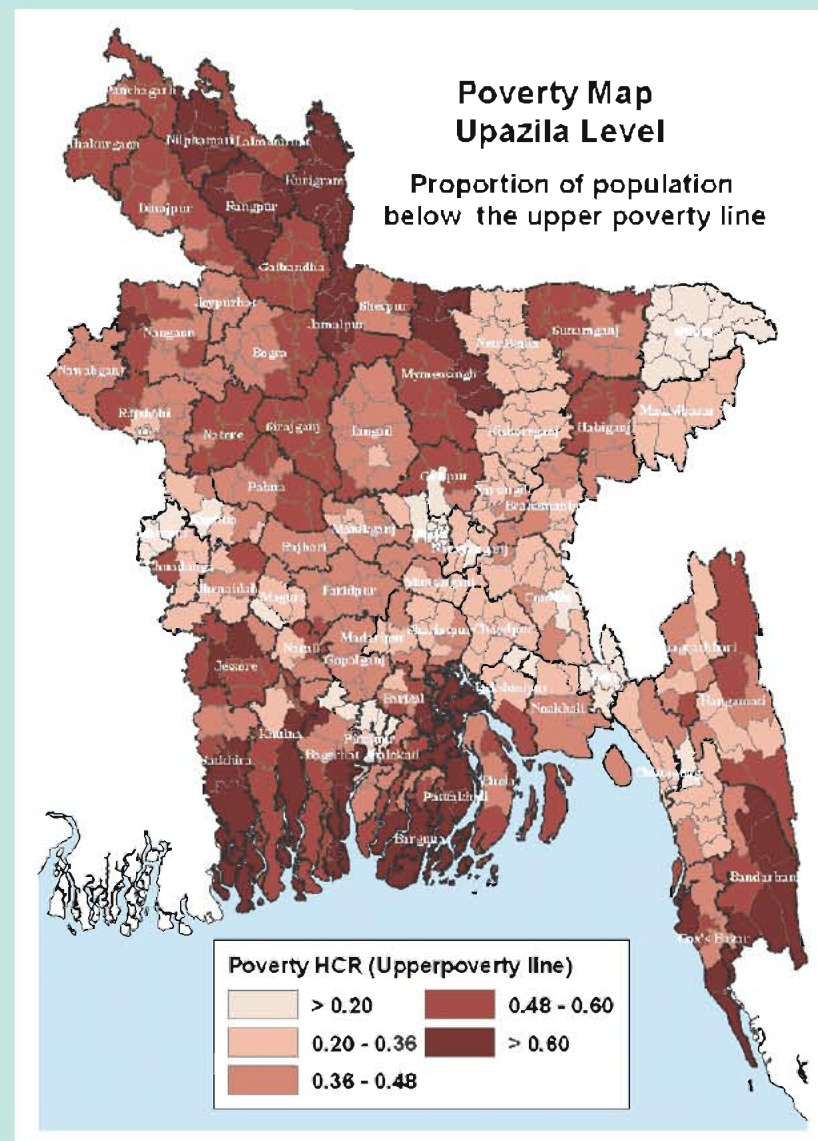 Poverty Map
Upazila Level
Proportion of population
below the upper poverty line
Panchagarh
Thakurgaon
Nilphamari
Lalmonirhat
Kurigram
Dinajpur
Rangpur
Gaibandha
Joypurhat
Jamalpur
Sherpur
Naogaon
Bogra
Netrokona
Sunamganj
Sylhet
Nawabganj
Mymensingh
Rajshahi
Natore
Sirajganj
Tangail
Kishoreganj
Habiganj
Maulvibazar
Gazipur
Narsingdi
Pabna
Manikganj
Chuadanga
Rajbari
Munshiganj
Comilla
Jhenaidah
Magura
Faridpur
Narail
Madaripur
Shariatpur
Chandpur
Khagrachhari
Jessore
Gopalganj
Lakshmipur
Noakhali
Rangamati
Barisal
Khulna
Bagerhat
Pirojpur
Jhalokati
Satkhira
Bhola
Patuakhali
Chittagong
Barguna
Bandarban
Cox's Bazar
Poverty HCR (Upperpoverty line)
> 0.20
0.48 - 0.60
0.20 - 0.36
> 0.60
0.36 - 0.48